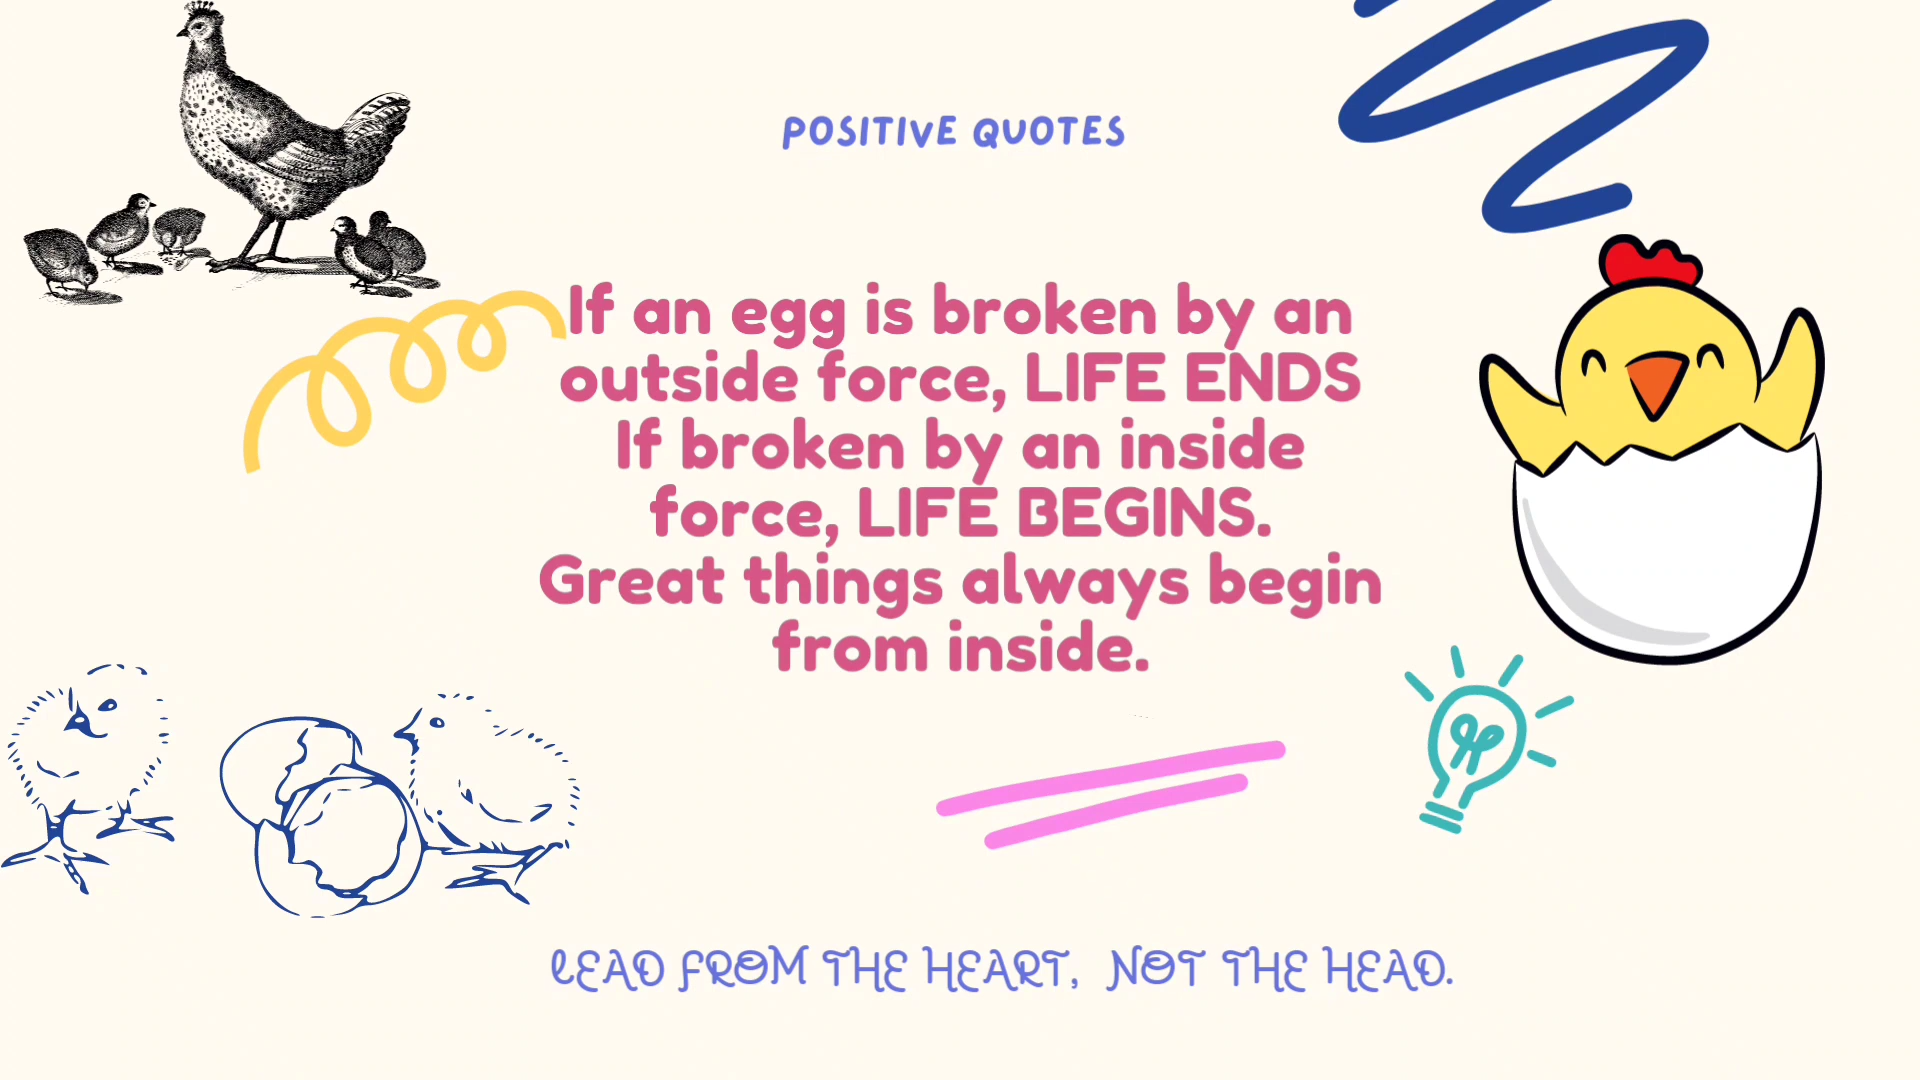 POSITIVE QUOTES
If an egg is broken by an
outside force, LIFE ENDS
If broken by an inside
force, LIFE BEGINS.
Great things always begin
from inside.
LEAD FROM THE HEART, NOT THE HEAD.